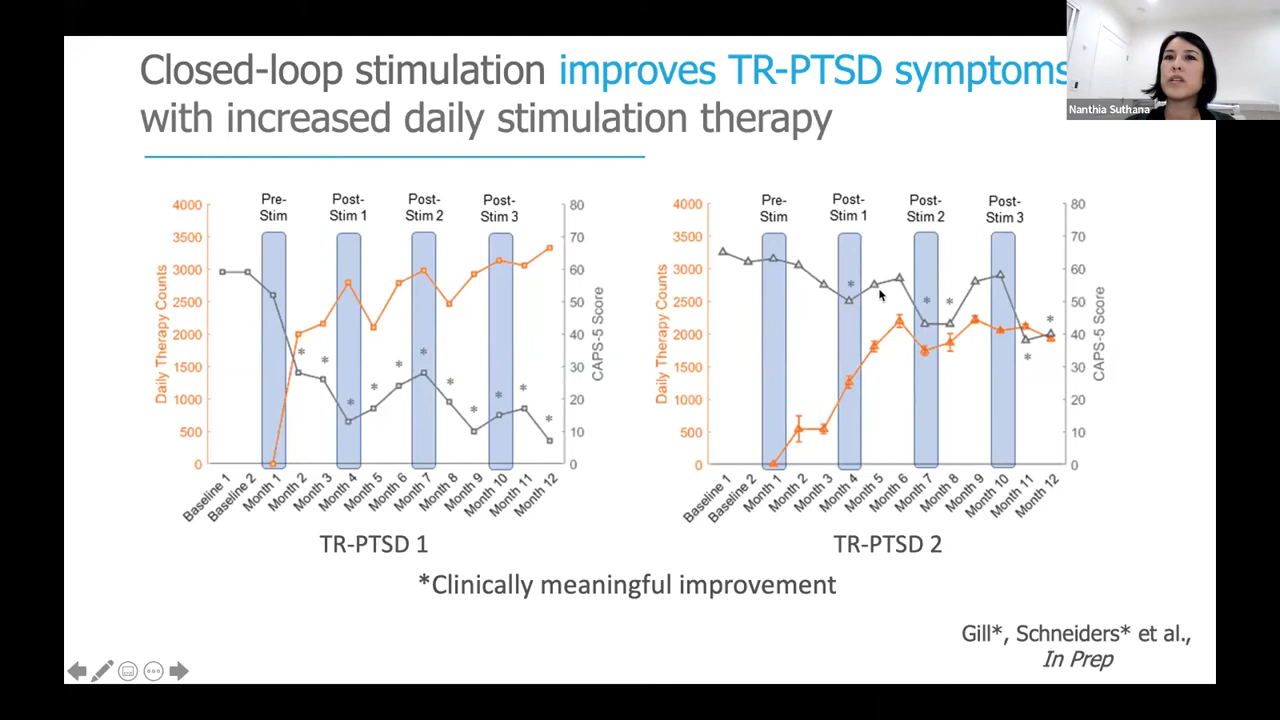 Closed-loop stimulation improves TR-PTSD symptoms
with increased daily stimulation therapy
Nanthia Suthana
Pre-
Stim
Post-
Stim 1
Post-
Stim 2
Post-
Stim 3
Daily Therapy Counts
4000
3500
3000
2500
2000
1500
1000
500
0
80
70
60
50
40
30
20
10
0
CAPS-5 Score
Baseline 1
Baseline 2
Month 1
Month 2
Month 3
Month 4
Month 5
Month 6
Month 7
Month 8
Month 9
Month 10
Month 11
Month 12
TR-PTSD 1
Pre-
Stim
Post-
Stim 1
Post-
Stim 2
Post-
Stim 3
Daily Therapy Counts
4000
3500
3000
2500
2000
1500
1000
500
0
80
70
60
50
40
30
20
10
0
CAPS-5 Score
Baseline 1
Baseline 2
Month 1
Month 2
Month 3
Month 4
Month 5
Month 6
Month 7
Month 8
Month 9
Month 10
Month 11
Month 12
TR-PTSD 2
*Clinically meaningful improvement
Gill*, Schneiders* et al.,
In Prep